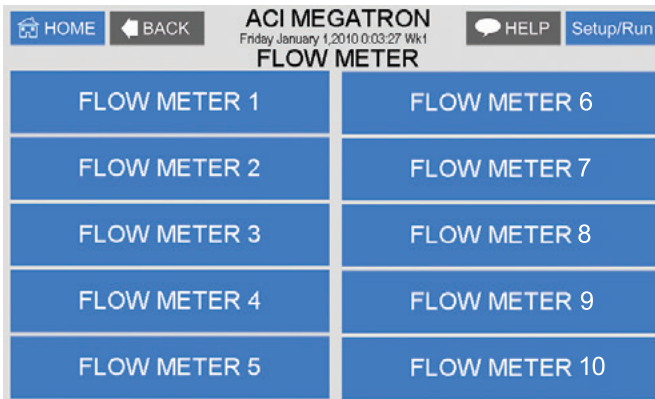 HOME
BACK
ACI MEGATRON
Friday January 1,2010 0:03:27 Wk1
FLOW METER
HELP
Setup/Run
FLOW METER 1
FLOW METER 2
FLOW METER 3
FLOW METER 4
FLOW METER 5
FLOW METER 6
FLOW METER 7
FLOW METER 8
FLOW METER 9
FLOW METER 10